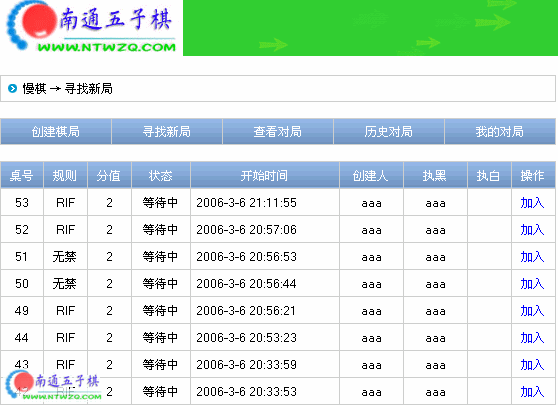 南通五子棋
WWW.NTWZQ.COM
慢棋 → 寻找新局
创建棋局 寻找新局 查看对局 历史对局 我的对局
桌号 规则 分值 状态 开始时间 创建人 执黑 执白 操作
53 RIF 2 等待中 2006-3-6 21:11:55 aaa aaa 加入
52 RIF 2 等待中 2006-3-6 20:57:06 aaa aaa 加入
51 无禁 2 等待中 2006-3-6 20:56:53 aaa aaa 加入
50 无禁 2 等待中 2006-3-6 20:56:44 aaa aaa 加入
49 RIF 2 等待中 2006-3-6 20:56:21 aaa aaa 加入
44 RIF 2 等待中 2006-3-6 20:53:23 aaa aaa 加入
43 RIF 2 等待中 2006-3-6 20:33:59 aaa aaa 加入
RIF 2 等待中 2006-3-6 20:33:53 aaa aaa 加入
南通五子棋
WWW.NTWZQ.COM